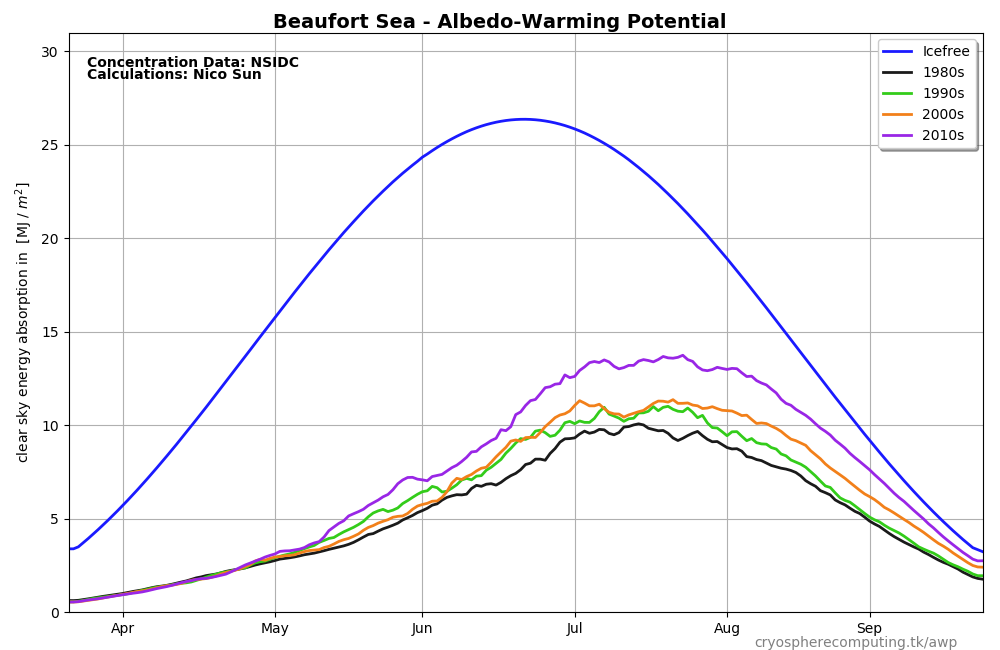 Beaufort Sea - Albedo-Warming Potential
Concentration Data: NSIDC
Calculations: Nico Sun
Icefree
1980s
1990s
2000s
2010s
clear sky energy absorption in [MJ / m²]
30
25
20
15
10
5
0
Apr May Jun Jul Aug Sep
cryospherecomputing.tk/awp